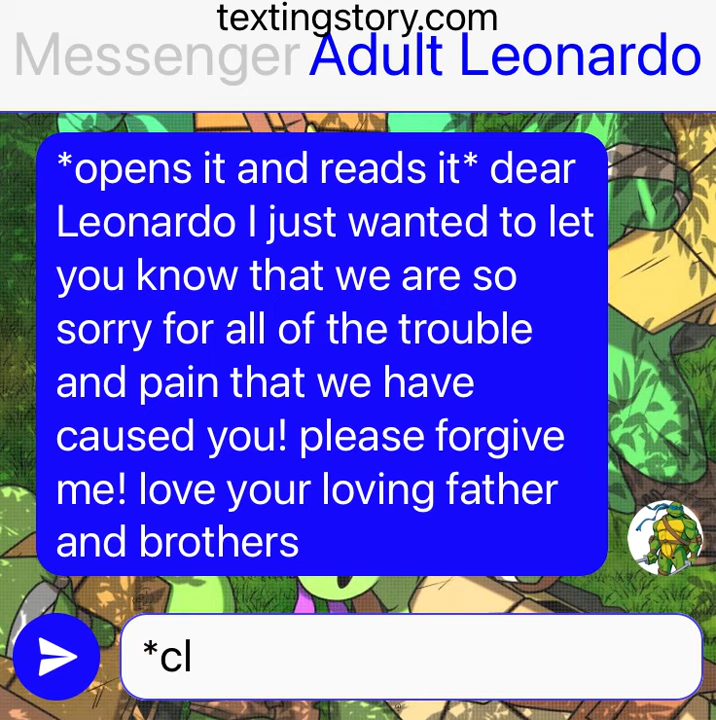 textingstory.com
Messenger Adult Leonardo
*opens it and reads it* dear
Leonardo I just wanted to let
you know that we are so
sorry for all of the trouble
and pain that we have
caused you! please forgive
me! love your loving father
and brothers
*cl